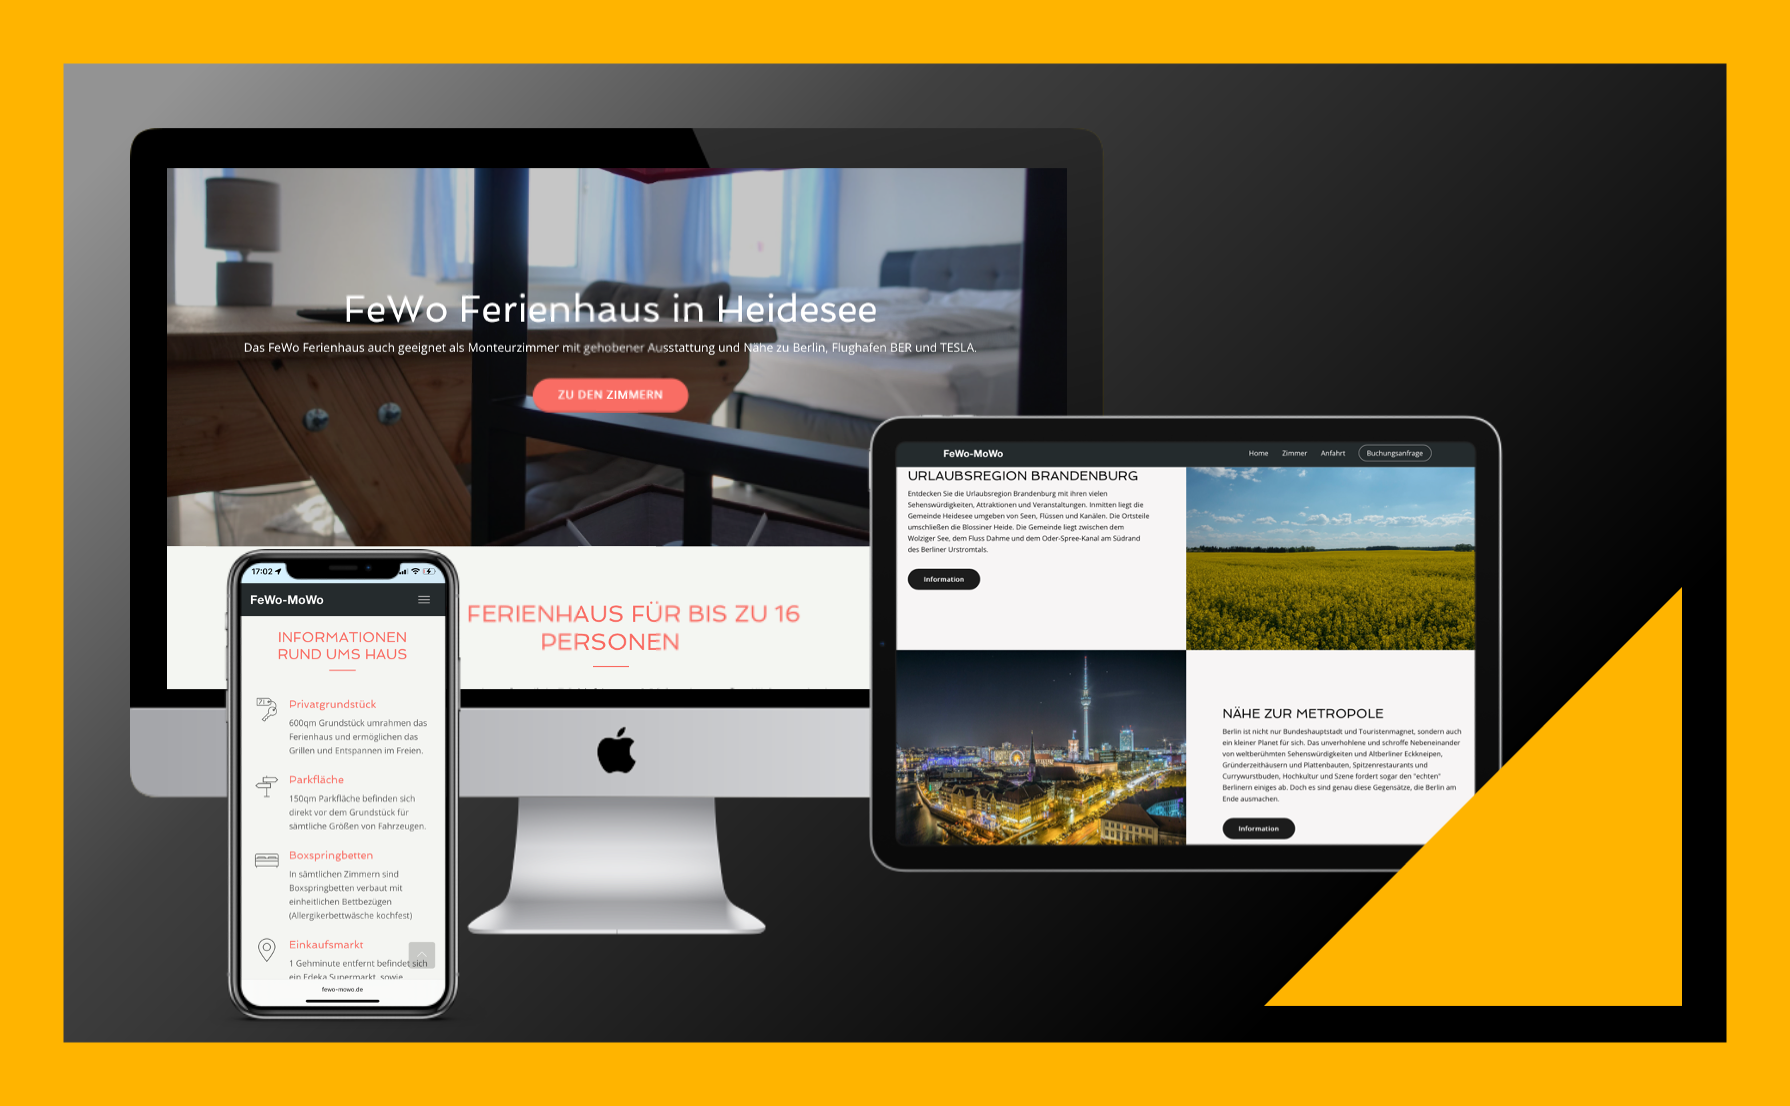 FeWo Ferienhaus in Heidesee
Das FeWo Ferienhaus auch geeignet als Monteurzimmer mit gehobener Ausstattung und Nähe zu Berlin, Flughafen BER und TESLA.
ZU DEN ZIMMERN
FERIENHAUS FÜR BIS ZU 16
PERSONEN
17:02
FeWo-MoWo
INFORMATIONEN
RUND UMS HAUS
Privatgrundstück
600qm Grundstück umrahmen das
Ferienhaus und ermöglichen das
Grillen und Entspannen im Freien.
Parkfläche
150qm Parkfläche befinden sich
direkt vor dem Grundstück für
sämtliche Größen von Fahrzeugen.
Boxspringbetten
In sämtlichen Zimmern sind
Boxspringbetten verbaut mit
einheitlichen Bettbezügen
(Allergikerbettwäsche kochfest)
Einkaufsmarkt
1 Gehminute entfernt befindet sich
ein Edeka Supermarkt, sowie
fewo-mowo.de
FeWo-MoWo
Home Zimmer Anfahrt Buchungsanfrage
URLAUBSREGION BRANDENBURG
Entdecken Sie die Urlaubsregion Brandenburg mit ihren vielen
Sehenswürdigkeiten, Attraktionen und Veranstaltungen. Inmitten liegt die
Gemeinde Heidesee umgeben von Seen, Flüssen und Kanälen. Die Ortsteile
umschließen die Blossiner Heide. Die Gemeinde liegt zwischen dem
Wolziger See, dem Fluss Dahme und dem Oder-Spree-Kanal am Südrand
des Berliner Urstromtals.
Information
NÄHE ZUR METROPOLE
Berlin ist nicht nur Bundeshauptstadt und Touristenmagnet, sondern auch
ein kleiner Planet für sich. Das unverhohlene und schroffe Nebeneinander
von weltberühmten Sehenswürdigkeiten und Altberliner Eckkneipen,
Gründerzeithäusern und Plattenbauten, Spitzenrestaurants und
Currywurstbuden, Hochkultur und Szene fordert sogar den "echten"
Berlinern einiges ab. Doch es sind genau diese Gegensätze, die Berlin am
Ende ausmachen.
Information